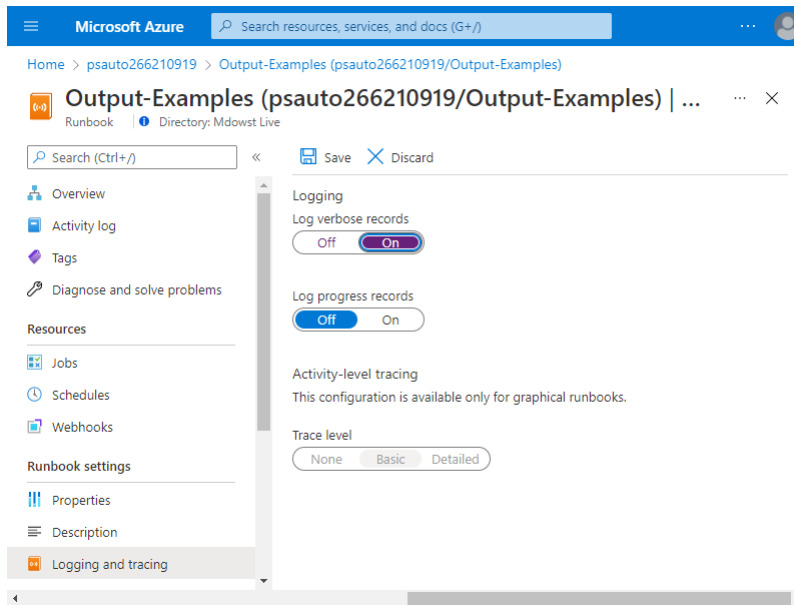 Microsoft Azure
Search resources, services, and docs (G+/)
Home > psauto266210919 > Output-Examples (psauto266210919/Output-Examples)
Output-Examples (psauto266210919/Output-Examples) | ...
Runbook
Directory: Mdowst Live
Search (Ctrl+/)
«
Save
Discard
Overview
Activity log
Tags
Diagnose and solve problems
Resources
Jobs
Schedules
Webhooks
Runbook settings
Properties
Description
Logging and tracing
Logging
Log verbose records
Off On
Log progress records
Off On
Activity-level tracing
This configuration is available only for graphical runbooks.
Trace level
None Basic Detailed